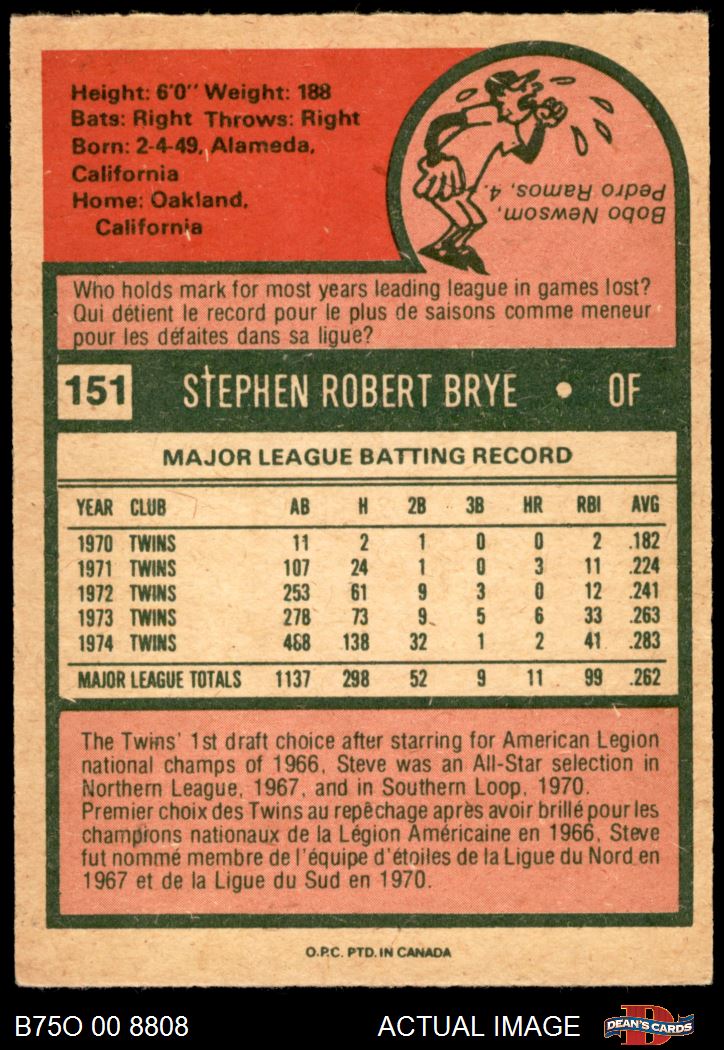 Height: 6'0" Weight: 188
Bats: Right Throws: Right
Born: 2-4-49, Alameda,
California
Home: Oakland,
California
Bobo Newsom,
Pedro Ramos, 4.
Who holds mark for most years leading league in games lost?
Qui détient le record pour le plus de saisons comme meneur
pour les défaites dans sa ligue?
151 STEPHEN ROBERT BRYE • OF
MAJOR LEAGUE BATTING RECORD
YEAR CLUB AB H 2B 3B HR RBI AVG
1970 TWINS 11 2 1 0 0 2 .182
1971 TWINS 107 24 1 0 3 11 .224
1972 TWINS 253 61 9 3 0 12 .241
1973 TWINS 278 73 9 5 6 33 .263
1974 TWINS 488 138 32 1 2 41 .283
MAJOR LEAGUE TOTALS 1137 298 52 9 11 99 .262
The Twins' 1st draft choice after starring for American Legion
national champs of 1966, Steve was an All-Star selection in
Northern League, 1967, and in Southern Loop, 1970.
Premier choix des Twins au repêchage après avoir brillé pour les
champions nationaux de la Légion Américaine en 1966, Steve
fut nommé membre de l'équipe d'étoiles de la Ligue du Nord en
1967 et de la Ligue du Sud en 1970.
O.P.C. PTD. IN CANADA
B75O 00 8808 ACTUAL IMAGE
D
DEAN'S CARDS